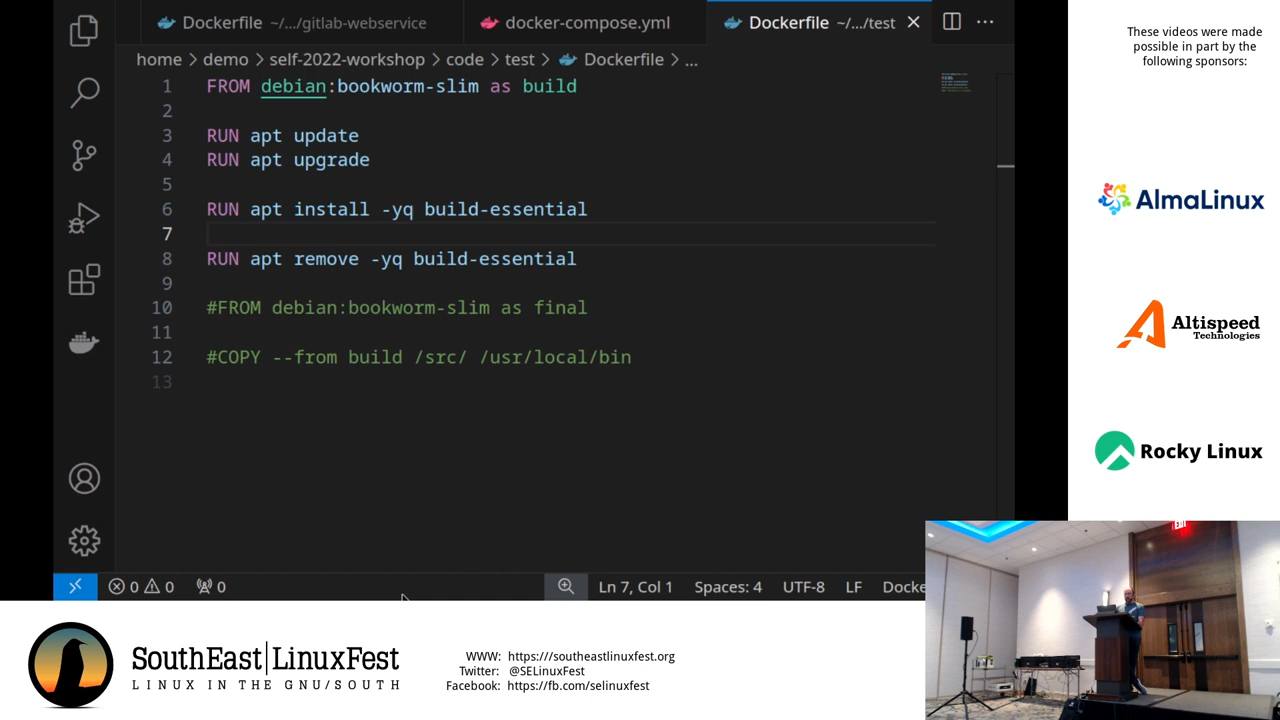 Dockerfile ~/.../gitlab-webservice
docker-compose.yml
Dockerfile ~/.../test
home > demo > self-2022-workshop > code > test > Dockerfile > ...
1 FROM debian:bookworm-slim as build
2
3 RUN apt update
4 RUN apt upgrade
5
6 RUN apt install -yq build-essential
7
8 RUN apt remove -yq build-essential
9
10 #FROM debian:bookworm-slim as final
11
12 #COPY --from build /src/ /usr/local/bin
13
0 0 0
Ln 7, Col 1 Spaces: 4 UTF-8 LF Docke
These videos were made
possible in part by the
following sponsors:
AlmaLinux
Altispeed
Technologies
Rocky Linux
EXIT
SouthEast|LinuxFest
LINUX IN THE GNU/SOUTH
WWW: https://southeastlinuxfest.org
Twitter: @SELinuxFest
Facebook: https://fb.com/selinuxfest